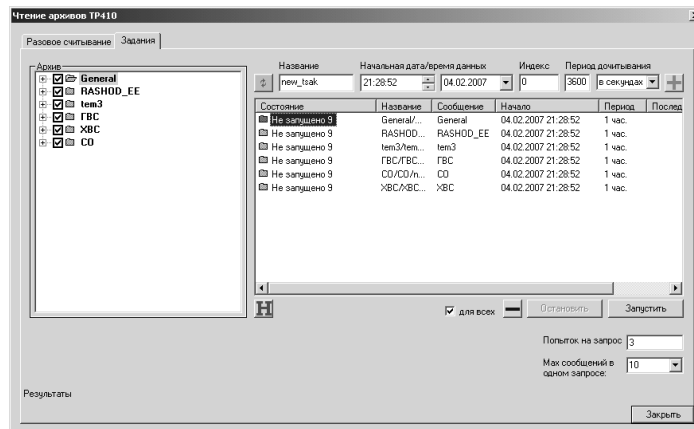 Чтение архивов ТР410
Разовое считывание Задания
Архив
General
RASHOD_EE
tem3
ГВС
ХВС
СО
Название Начальная дата/время данных Индекс Период дочитывания
new_tsak 21:28:52 04.02.2007 0 3600 в секундах
Состояние Название Сообщение Начало Период Послед
Не запущено 9 General/... General 04.02.2007 21:28:52 1 час.
Не запущено 9 RASHOD... RASHOD_EE 04.02.2007 21:28:52 1 час.
Не запущено 9 tem3/tem... tem3 04.02.2007 21:28:52 1 час.
Не запущено 9 ГВС/ГВС... ГВС 04.02.2007 21:28:52 1 час.
Не запущено 9 СО/СО/n... СО 04.02.2007 21:28:52 1 час.
Не запущено 9 ХВС/ХВС... ХВС 04.02.2007 21:28:52 1 час.
Н для всех Остановить Запустить
Попыток на запрос 3
Мах сообщений в 10
одном запросе:
Результаты
Закрыть